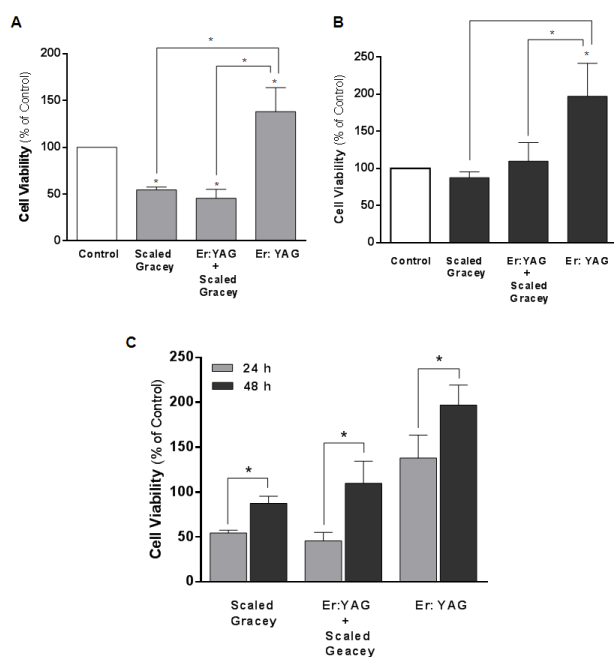 A
*
*
*
*
*
200
150
100
50
0
Cell Viability (% of Control)
Control
Scaled
Gracey
Er:YAG
+
Scaled
Gracey
Er: YAG
B
*
*
250
200
150
100
50
0
Cell Viability (% of Control)
Control
Scaled
Gracey
Er:YAG
+
Scaled
Gracey
Er: YAG
C
24 h
48 h
*
*
*
250
200
150
100
50
0
Cell Viability (% of Control)
Scaled
Gracey
Er:YAG
+
Scaled
Geacey
Er: YAG